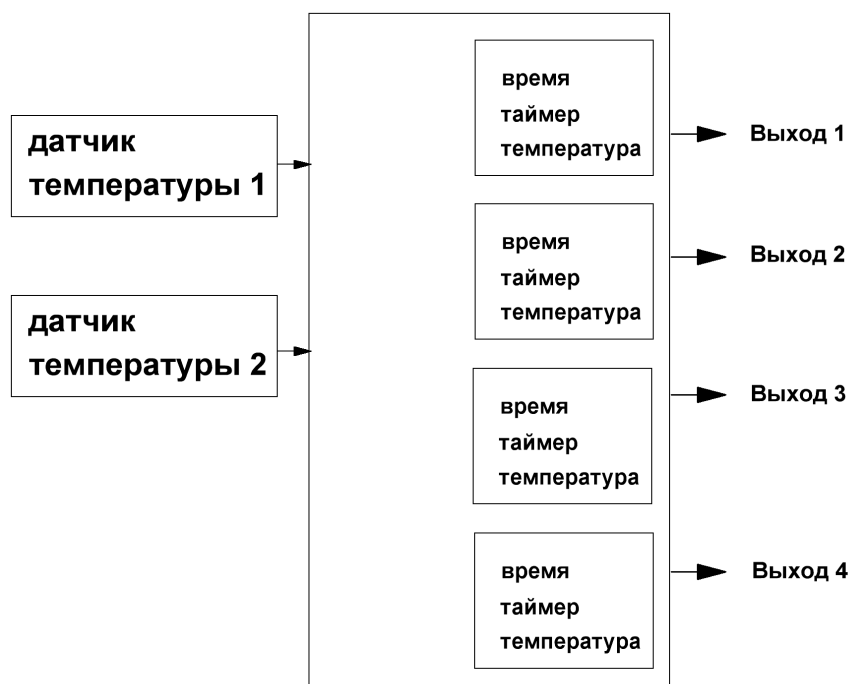 датчик
температуры 1
датчик
температуры 2
время
таймер
температура
Выход 1
время
таймер
температура
Выход 2
время
таймер
температура
Выход 3
время
таймер
температура
Выход 4